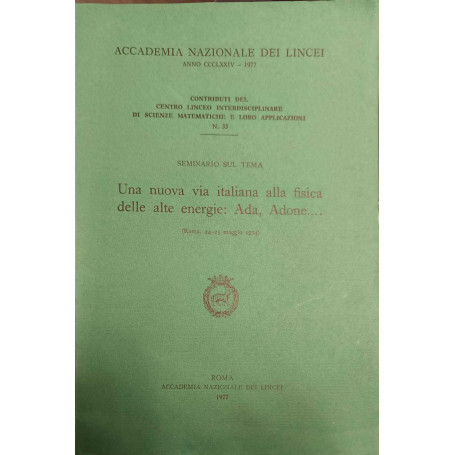 ACCADEMIA NAZIONALE DEI LINCEI
ANNO CCCLXXIV - 1977
CONTRIBUTI DEL
CENTRO LINCEO INTERDISCIPLINARE
DI SCIENZE MATEMATICHE E LORO APPLICAZIONI
N. 33
SEMINARIO SUL TEMA
Una nuova via italiana alla fisica
delle alte energie: Ada, Adone....
(Roma, maggio
ROMA
ACCADEMIA NAZIONALE DEI LINCEI
1977